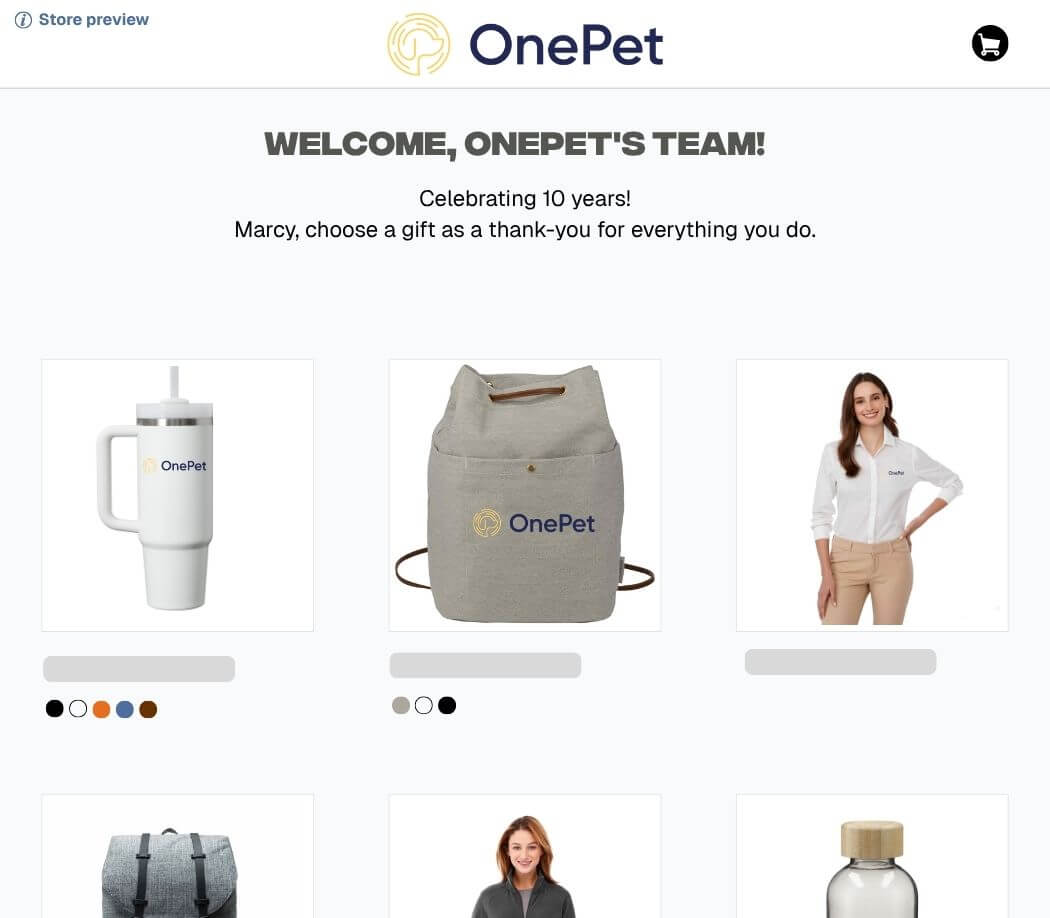 Store preview
OnePet
WELCOME, ONEPET'S TEAM!
Celebrating 10 years!
Marcy, choose a gift as a thank-you for everything you do.
OnePet
OnePet
OnePet